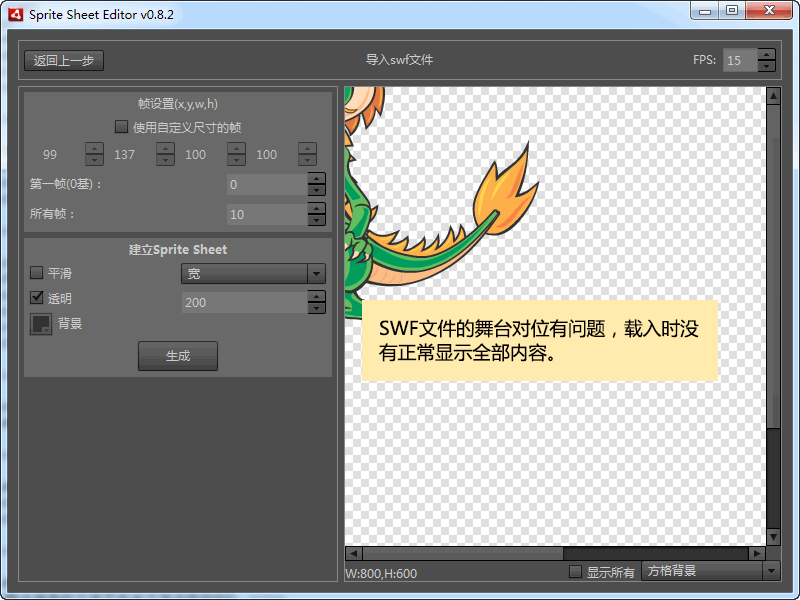 Sprite Sheet Editor v0.8.2
返回上一步
导入swf文件
FPS: 15
帧设置(x,y,w,h)
使用自定义尺寸的帧
99 137 100 100
第一帧(0基)： 0
所有帧： 10
建立Sprite Sheet
平滑 宽
透明 200
背景
生成
SWF文件的舞台对位有问题，载入时没
有正常显示全部内容。
W:800,H:600 显示所有 方格背景